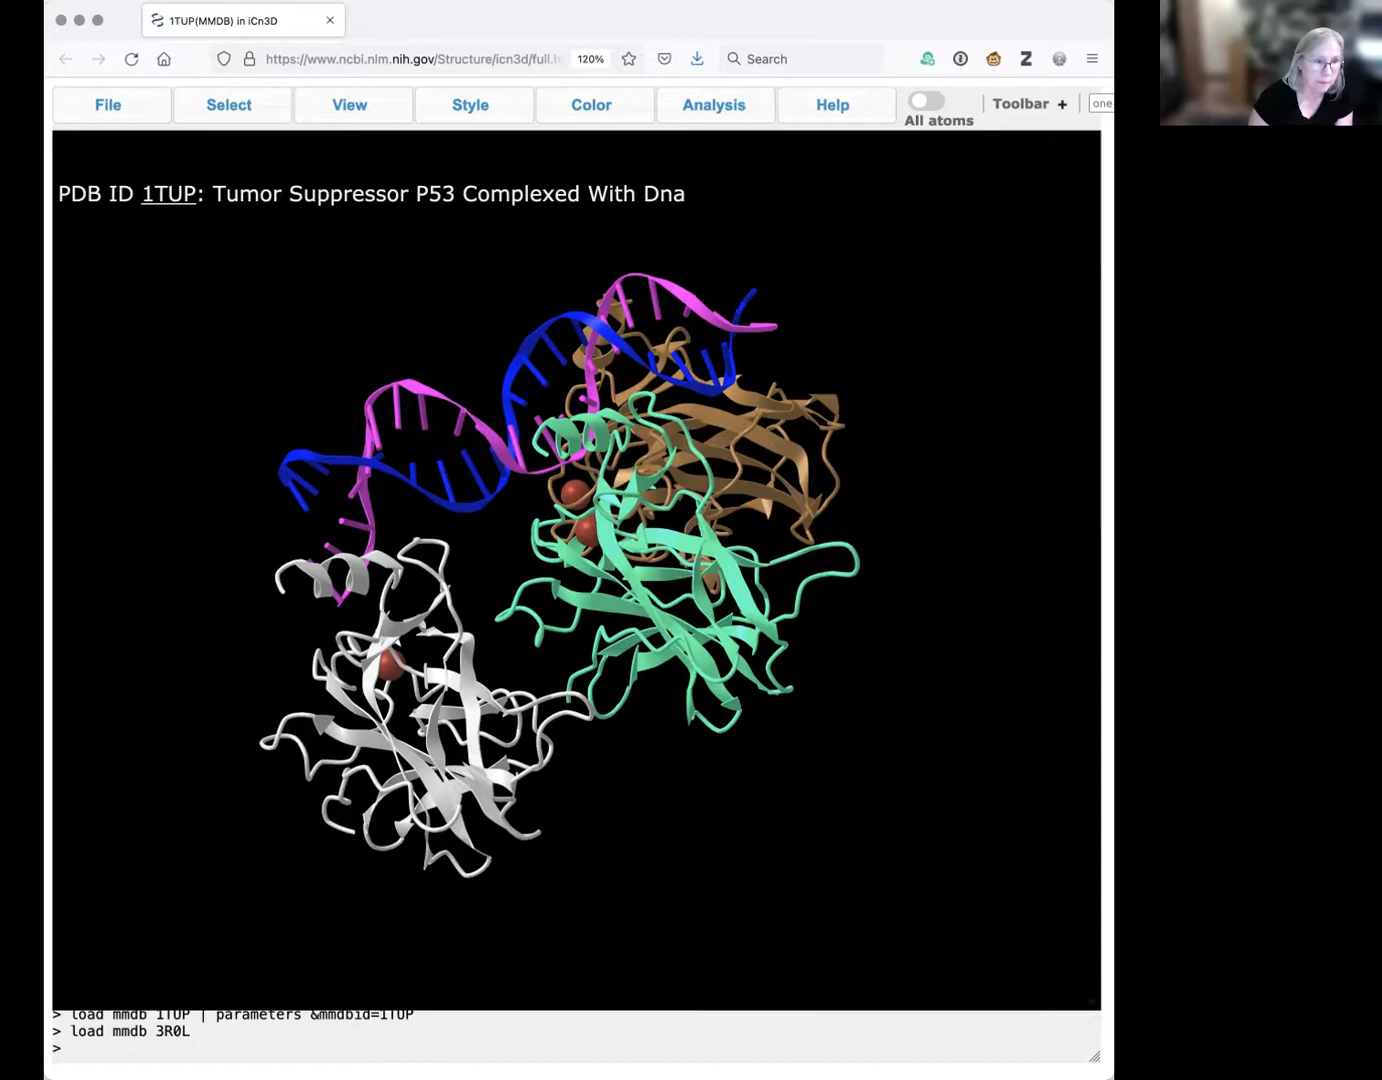 1TUP(MMDB) in iCn3D
https://www.ncbi.nlm.nih.gov/Structure/icn3d/full.
120%
Search
File
Select
View
Style
Color
Analysis
Help
All atoms
Toolbar +
one
PDB ID 1TUP: Tumor Suppressor P53 Complexed With Dna
> load mmdb 1TUP | parameters &mmdbid=1TUP
> load mmdb 3R0L
>